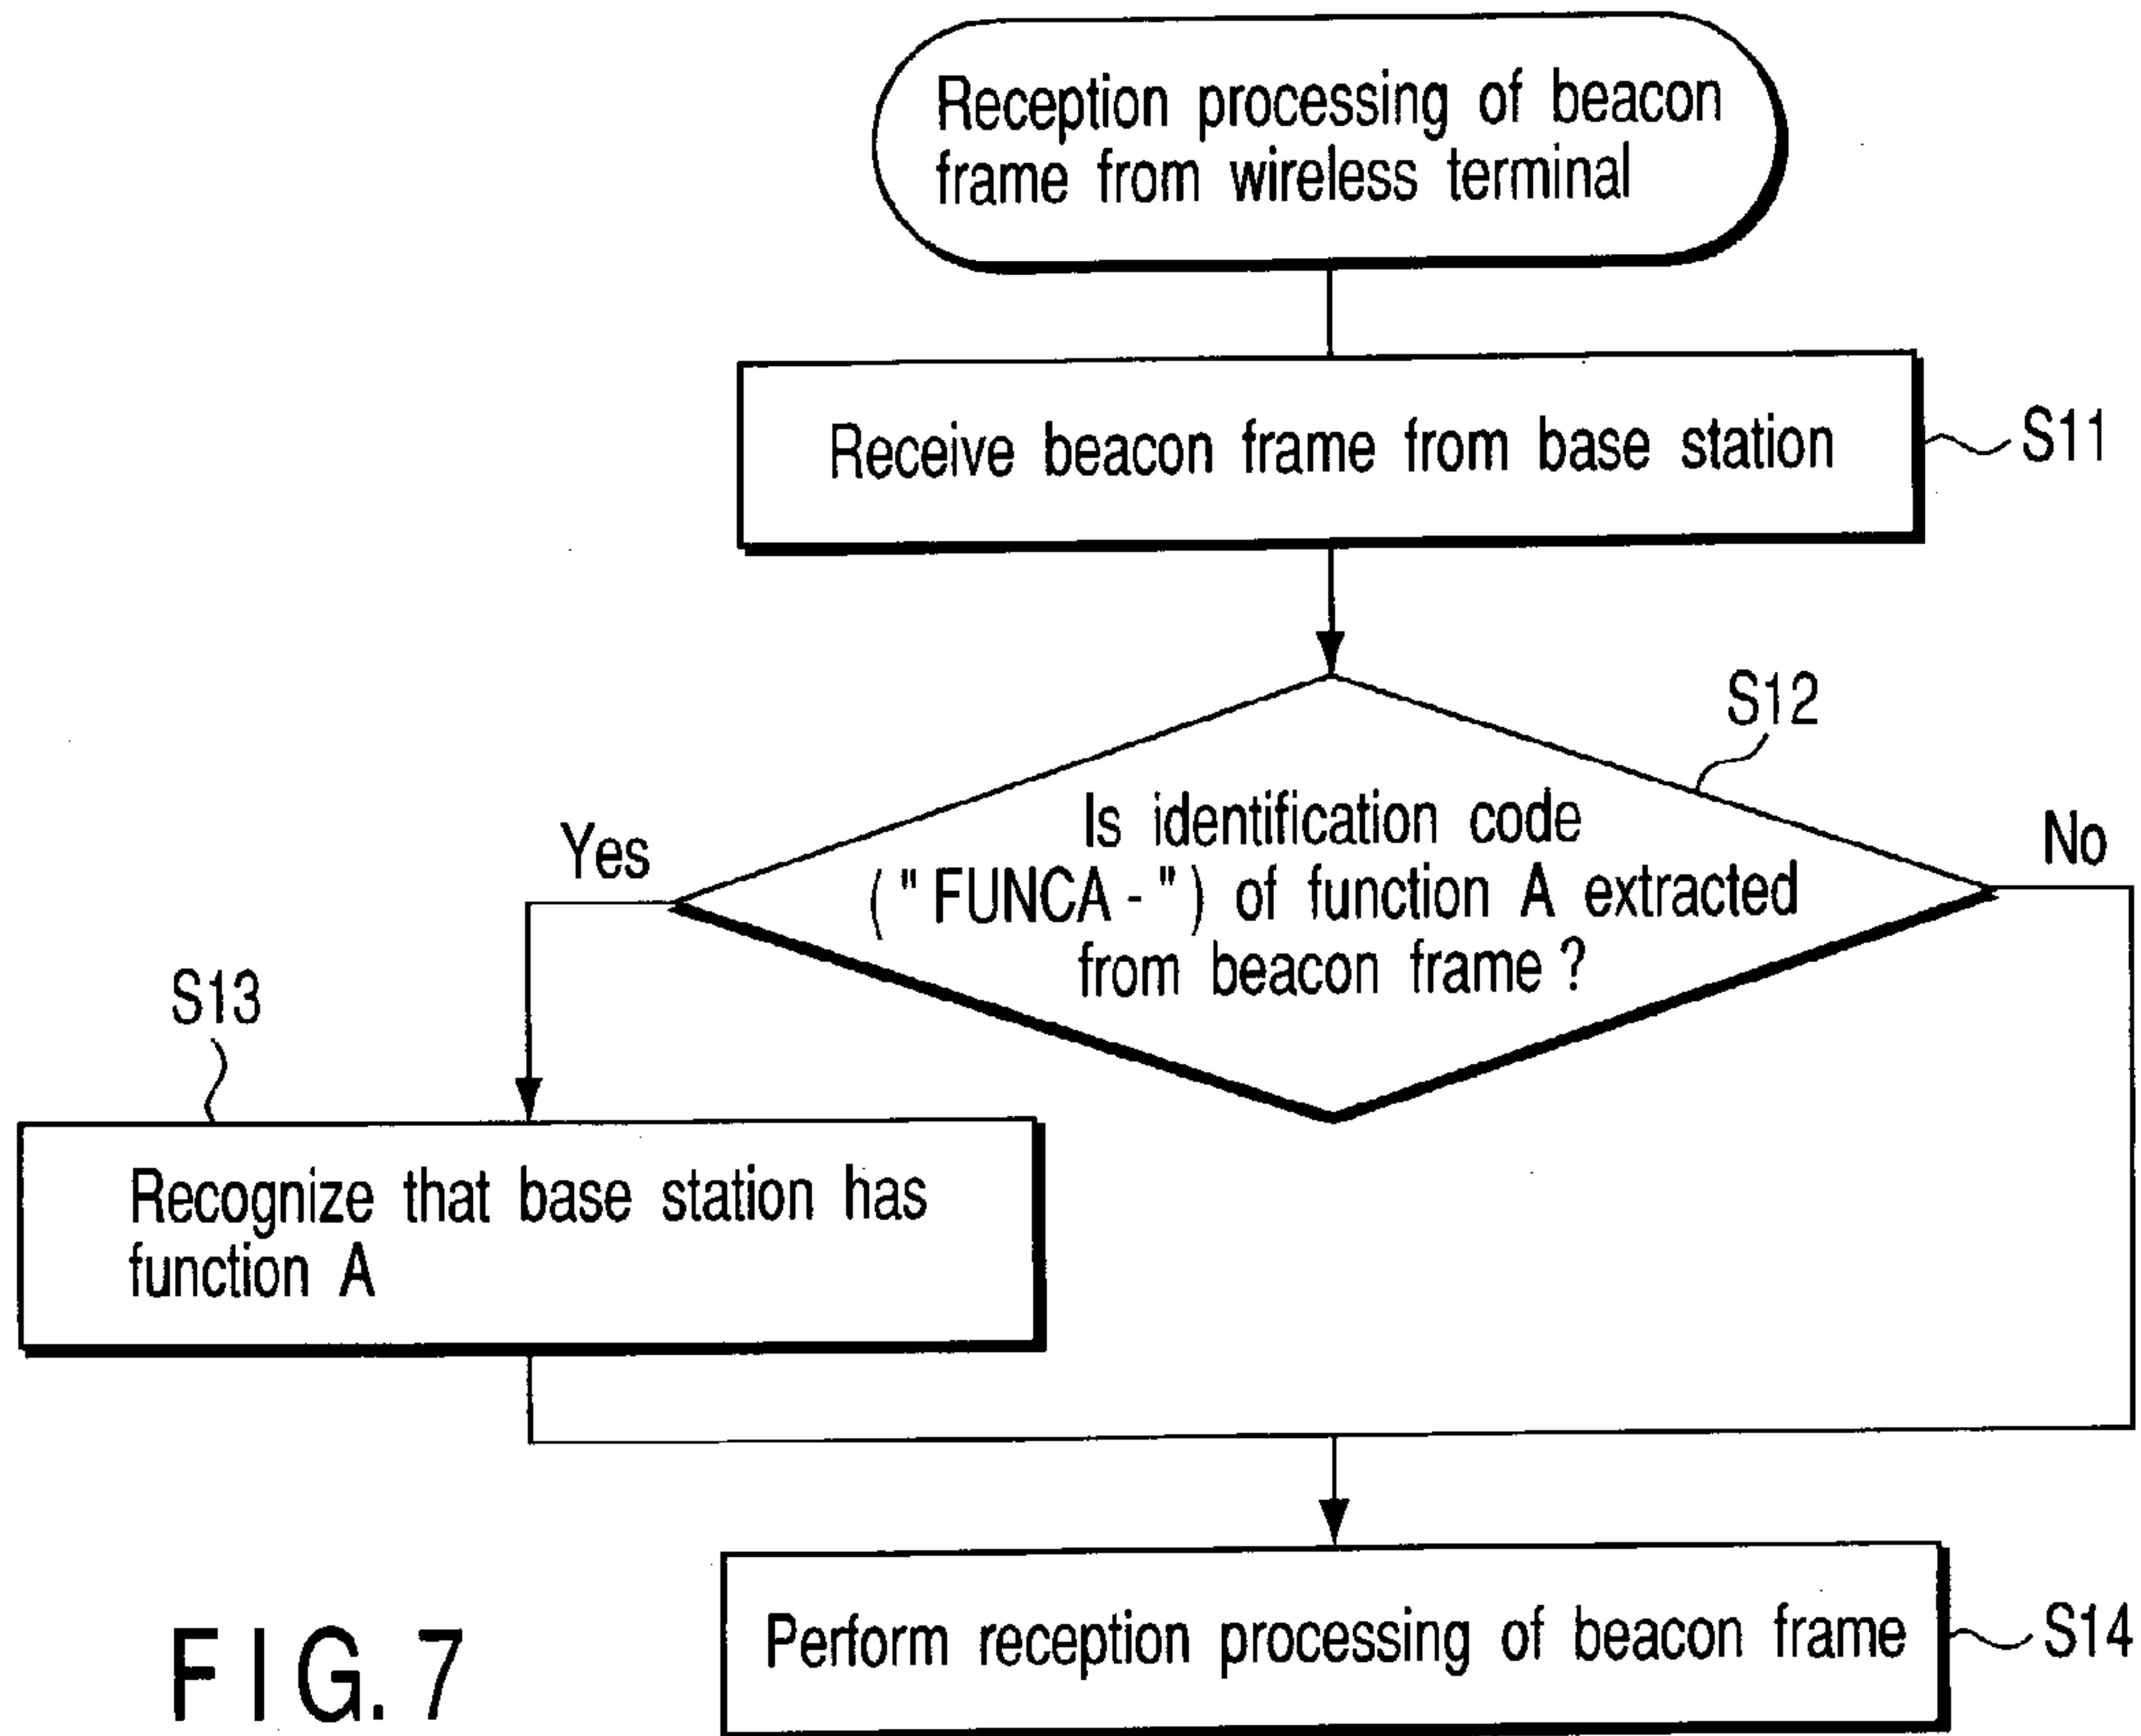 Reception processing of beacon
frame from wireless terminal
Receive beacon frame from base station
S11
S12
Is identification code
("FUNCA-") of function A extracted
from beacon frame?
Yes
No
S13
Recognize that base station has
function A
Perform reception processing of beacon frame
S14
FIG. 7